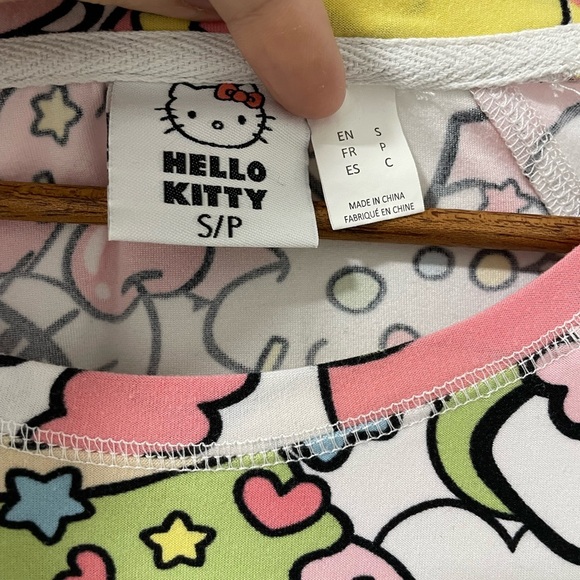 HELLO
KITTY
S/P
EN S
FR P
ES C
MADE IN CHINA
FABRIQUÉ EN CHINE